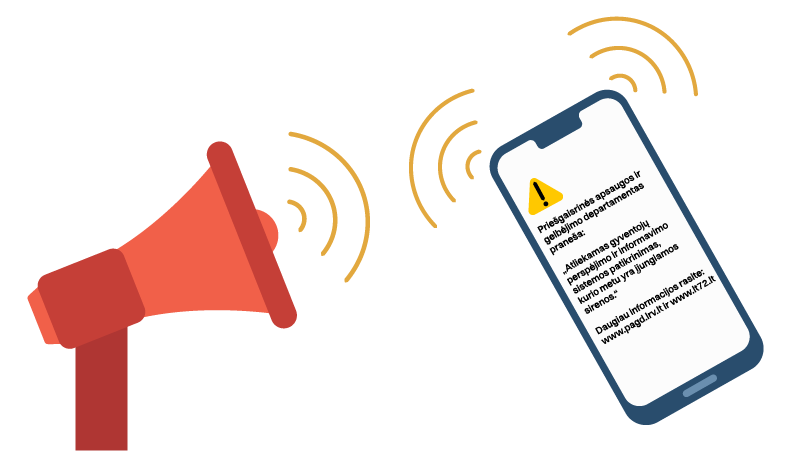 Priešgaisrinės apsaugos ir
gelbėjimo departamentas
praneša:
„Atliekamas gyventojų
perspėjimo ir informavimo
sistemos patikrinimas,
kurio metu yra įjungiamos
sirenos.“
Daugiau informacijos rasite:
www.pagd.lrv.lt ir www.lt72.lt